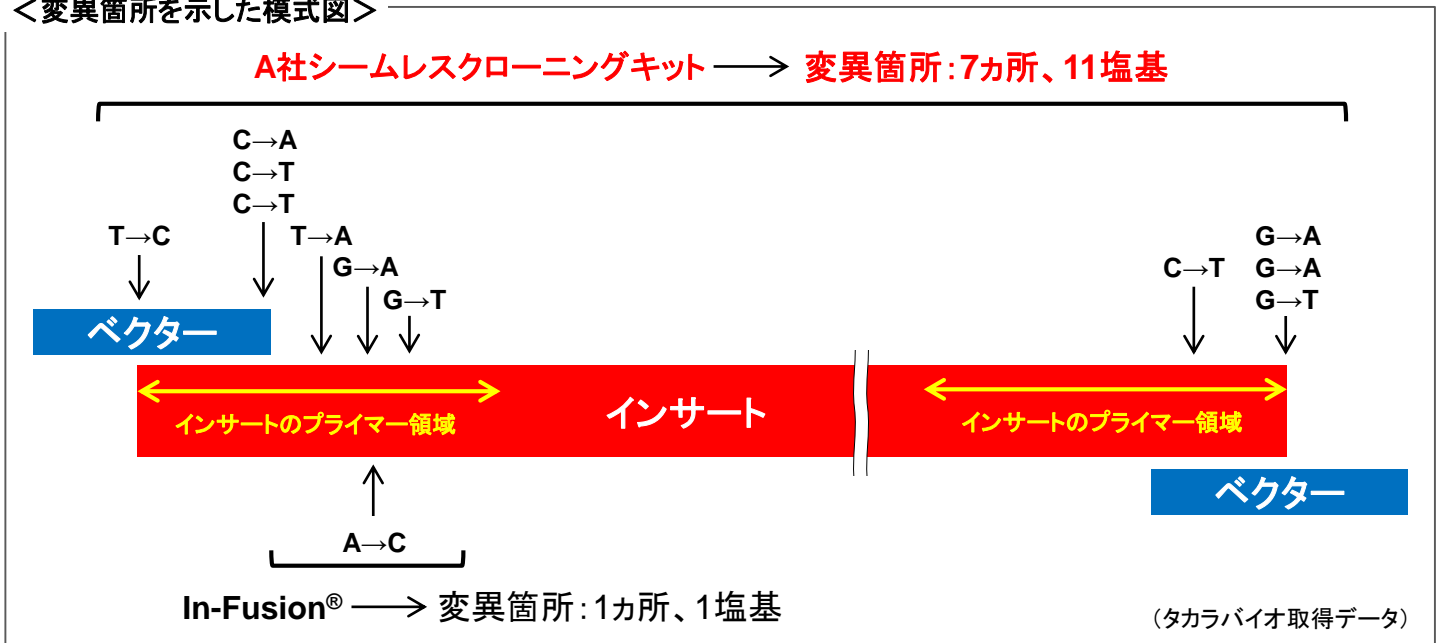 ＜変異箇所を示した模式図＞
A社シームレスクローニングキット → 変異箇所：7ヵ所、11塩基
C→A
C→T
C→T
T→C
T→A
G→A
G→T
G→A
C→T
G→A
G→T
ベクター
インサートのプライマー領域
インサート
インサートのプライマー領域
ベクター
A→C
In-Fusion® → 変異箇所：1ヵ所、1塩基
（タカラバイオ取得データ）